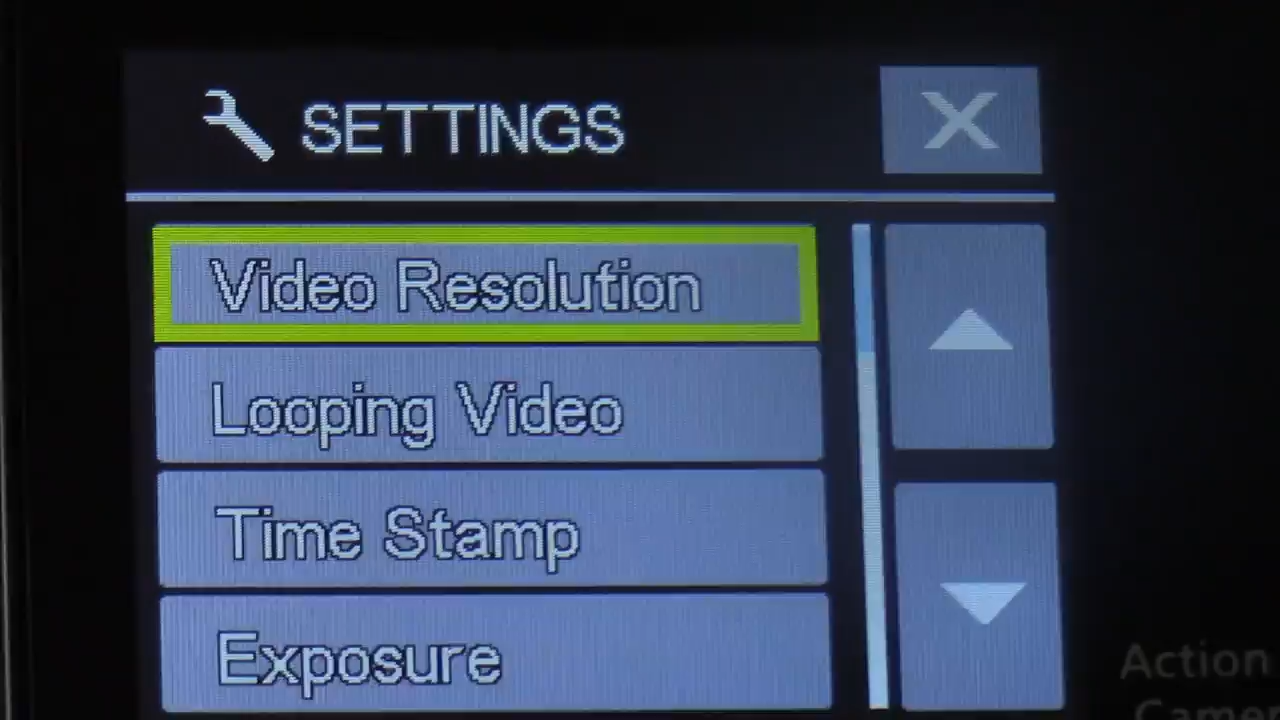 SETTINGS
X
Video Resolution
Looping Video
Time Stamp
Exposure
Action